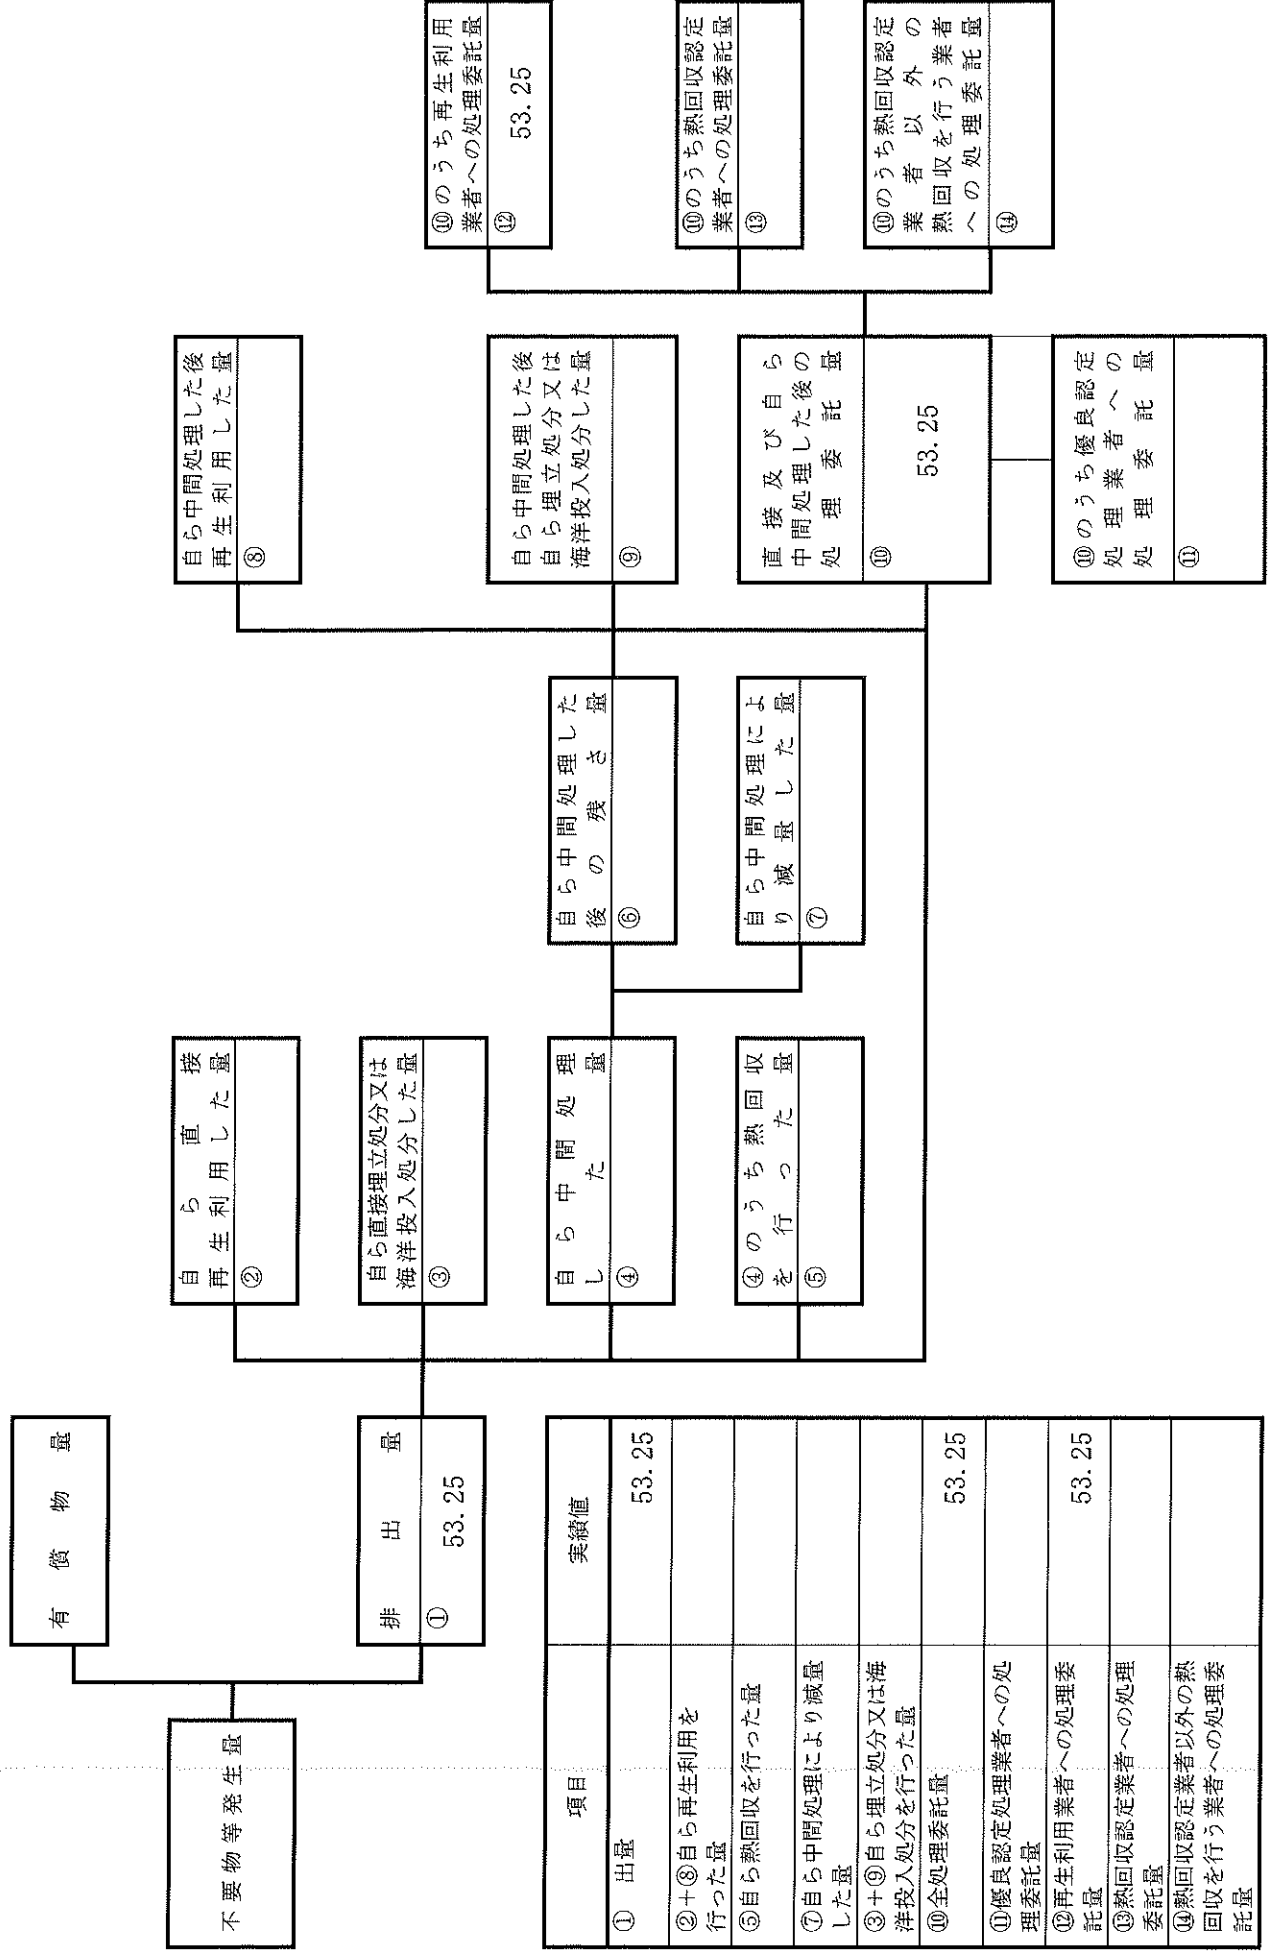 不要物等発生量
有償物量
排出量
①
53.25
自ら直接
再生利用した量
②
自ら直接埋立処分又は
海洋投入処分した量
③
自ら中間処理
した量
④
④のうち熱回収
を行った量
⑤
自ら中間処理した
後の残さ量
⑥
自ら中間処理によ
り減量した量
⑦
自ら中間処理した後
再生利用した量
⑧
自ら中間処理した後
自ら埋立処分又は
海洋投入処分した量
⑨
直接及び自ら
中間処理した後の
処理委託量
⑩
53.25
⑩のうち優良認定
処理業者への
処理委託量
⑪
⑩のうち再生利用
業者への処理委託量
⑫
53.25
⑩のうち熱回収認定
業者への処理委託量
⑬
⑩のうち熱回収認定
業者以外の
熱回収を行う業者
への処理委託量
⑭
項目 実績値
① 出量 53.25
②+⑧自ら再生利用を
行った量
⑤自ら熱回収を行った量
⑦自ら中間処理により減量
した量
③+⑨自ら埋立処分又は海
洋投入処分を行った量
⑩全処理委託量 53.25
⑪優良認定処理業者への処
理委託量
⑫再生利用業者への処理委
託量 53.25
⑬熱回収認定業者への処理
委託量
⑭熱回収認定業者以外の熱
回収を行う業者への処理委
託量